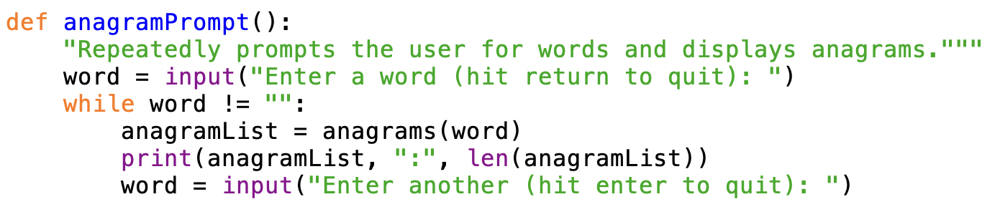 def anagramPrompt():
    "Repeatedly prompts the user for words and displays anagrams."""
    word = input("Enter a word (hit return to quit): ")
    while word != "":
        anagramList = anagrams(word)
        print(anagramList, ":", len(anagramList))
        word = input("Enter another (hit enter to quit): ")